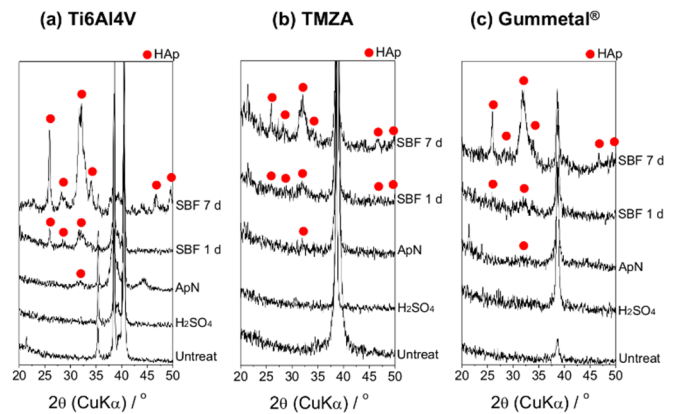 (a) Ti6Al4V
HAp
SBF 7 d
SBF 1 d
ApN
H₂SO₄
Untreat
20 25 30 35 40 45 50
2θ (CuKα) / °
(b) TMZA
HAp
SBF 7 d
SBF 1 d
ApN
H₂SO₄
Untreat
20 25 30 35 40 45 50
2θ (CuKα) / °
(c) Gummetal®
HAp
SBF 7 d
SBF 1 d
ApN
H₂SO₄
Untreat
20 25 30 35 40 45 50
2θ (CuKα) / °